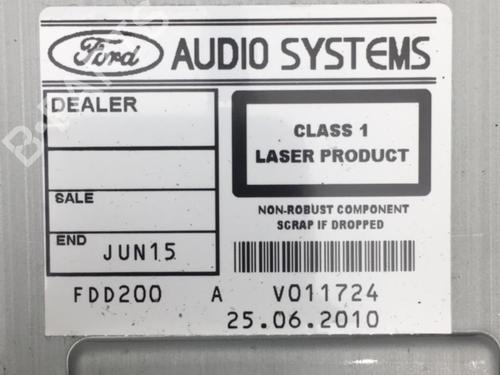 Ford AUDIO SYSTEMS
DEALER
CLASS 1
LASER PRODUCT
SALE
NON-ROBUST COMPONENT
SCRAP IF DROPPED
END JUN15
FDD200 A V011724
25.06.2010